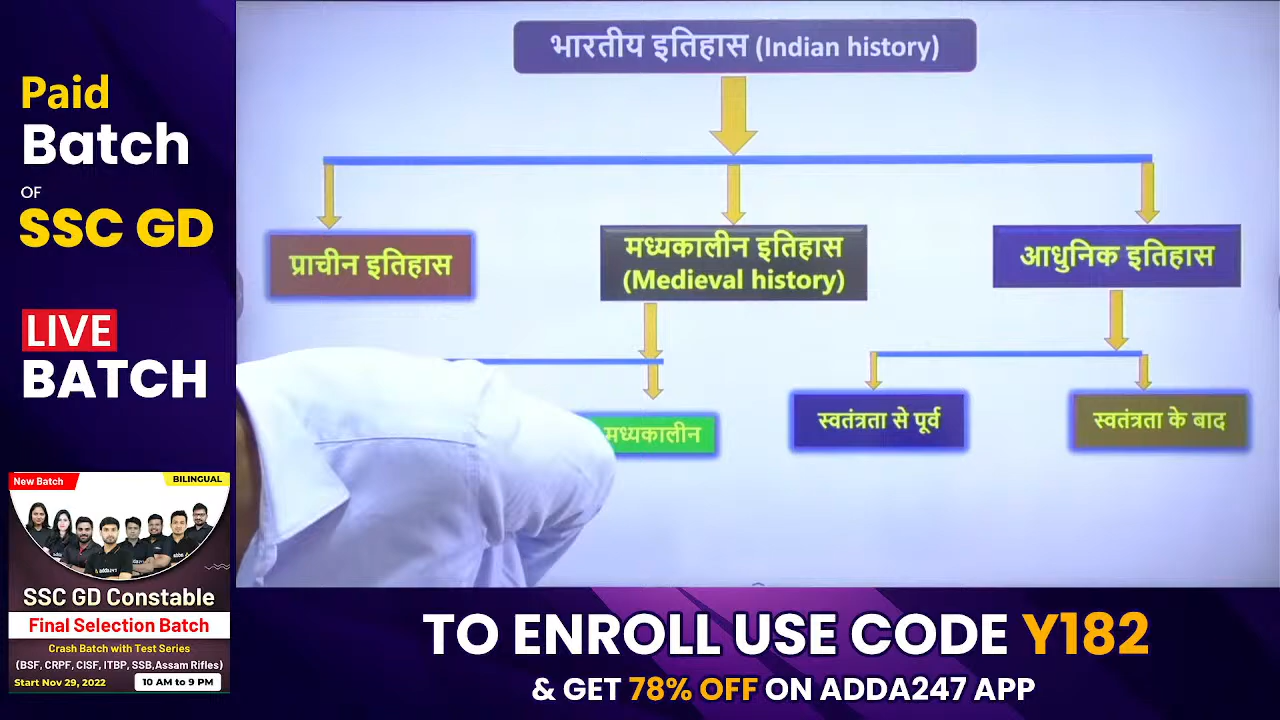 Paid
Batch
OF
SSC GD
LIVE
BATCH
New Batch
BILINGUAL
SSC GD Constable
Final Selection Batch
Crash Batch with Test Series
(BSF, CRPF, CISF, ITBP, SSB,Assam Rifles)
Start Nov 29, 2022
10 AM to 9 PM
भारतीय इतिहास (Indian history)
प्राचीन इतिहास
मध्यकालीन इतिहास
(Medieval history)
आधुनिक इतिहास
मध्यकालीन
स्वतंत्रता से पूर्व
स्वतंत्रता के बाद
TO ENROLL USE CODE Y182
& GET 78% OFF ON ADDA247 APP